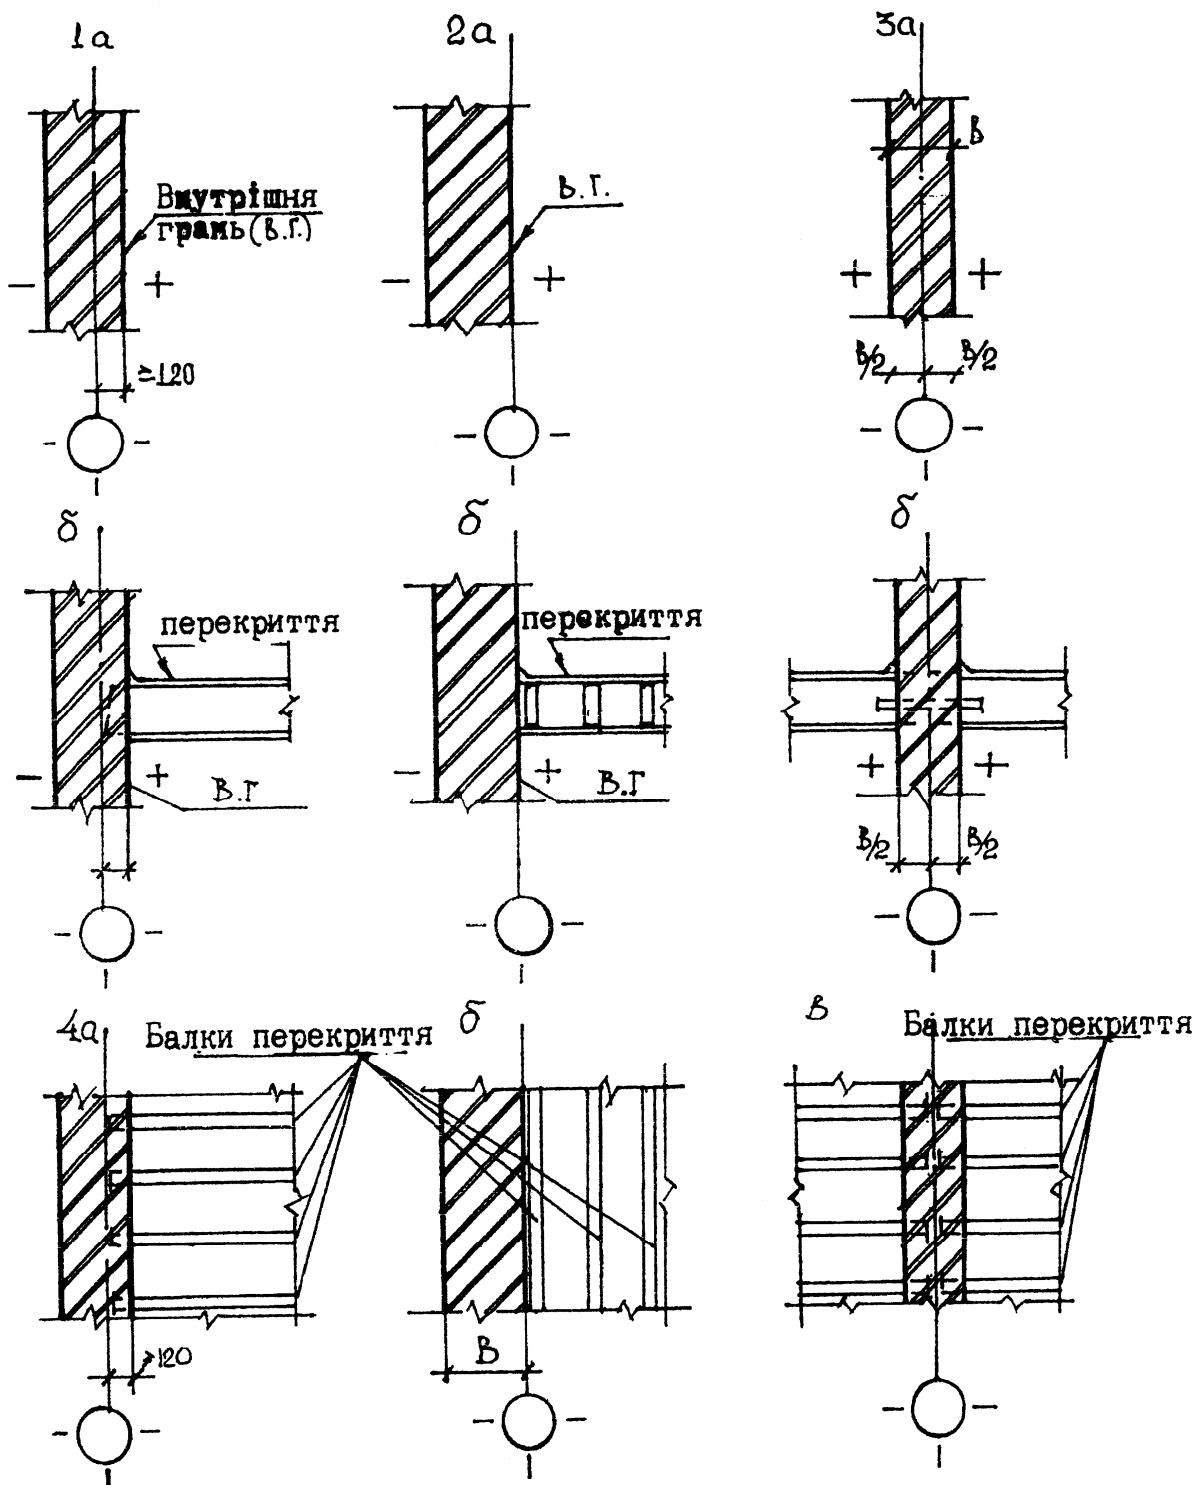 1а
2а
3а
В
Внутрішня
грань (В.Г.)
В.Г.
- +
- +
+ +
≥120
В/2 В/2
б
б
б
перекриття
перекриття
- +
В.Г
- +
В.Г
+ +
В/2 В/2
4а
Балки перекриття
б
в
Балки перекриття
≥120
В